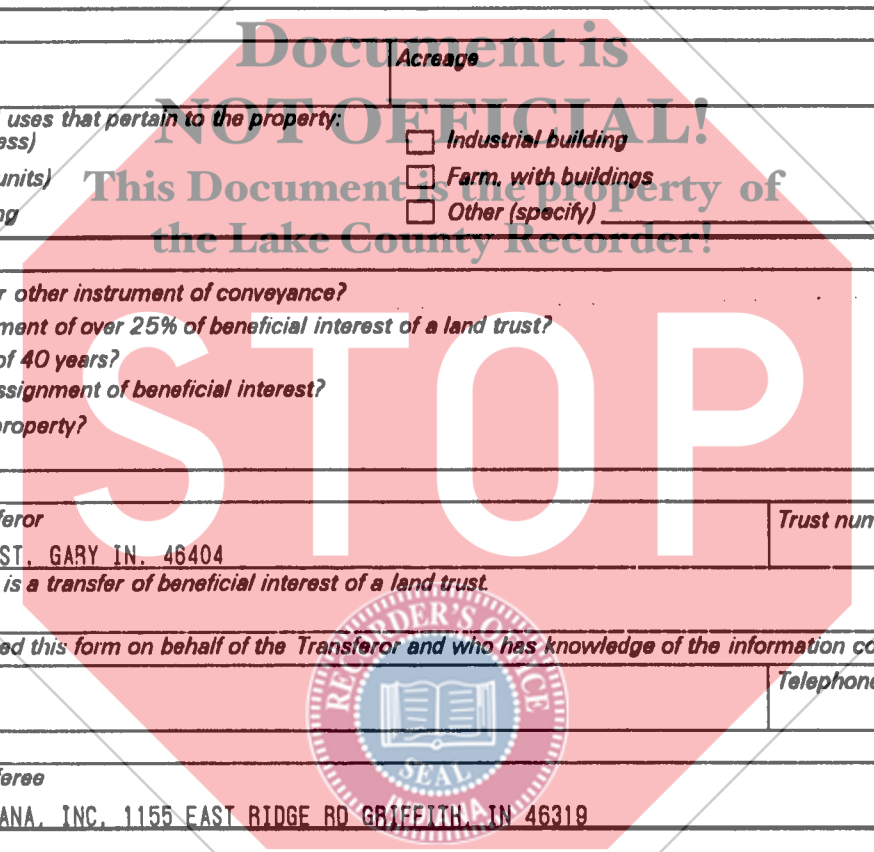 Document is
Acreage
NOT OFFICIAL!
uses that pertain to the property:
ess) Industrial building
units) Farm, with buildings
This Document is the property of
ng Other (specify)
the Lake County Recorder!
r other instrument of conveyance?
ment of over 25% of beneficial interest of a land trust?
of 40 years?
ssignment of beneficial interest?
property?
STOP
feror Trust num
ST, GARY IN. 46404
is a transfer of beneficial interest of a land trust.
RECORDER'S OFFICE
ed this form on behalf of the Transferor and who has knowledge of the information co
Telephone
SEAL
INDIANA
feree
ANA, INC. 1155 EAST RIDGE RD GRIFFITH, IN 46319